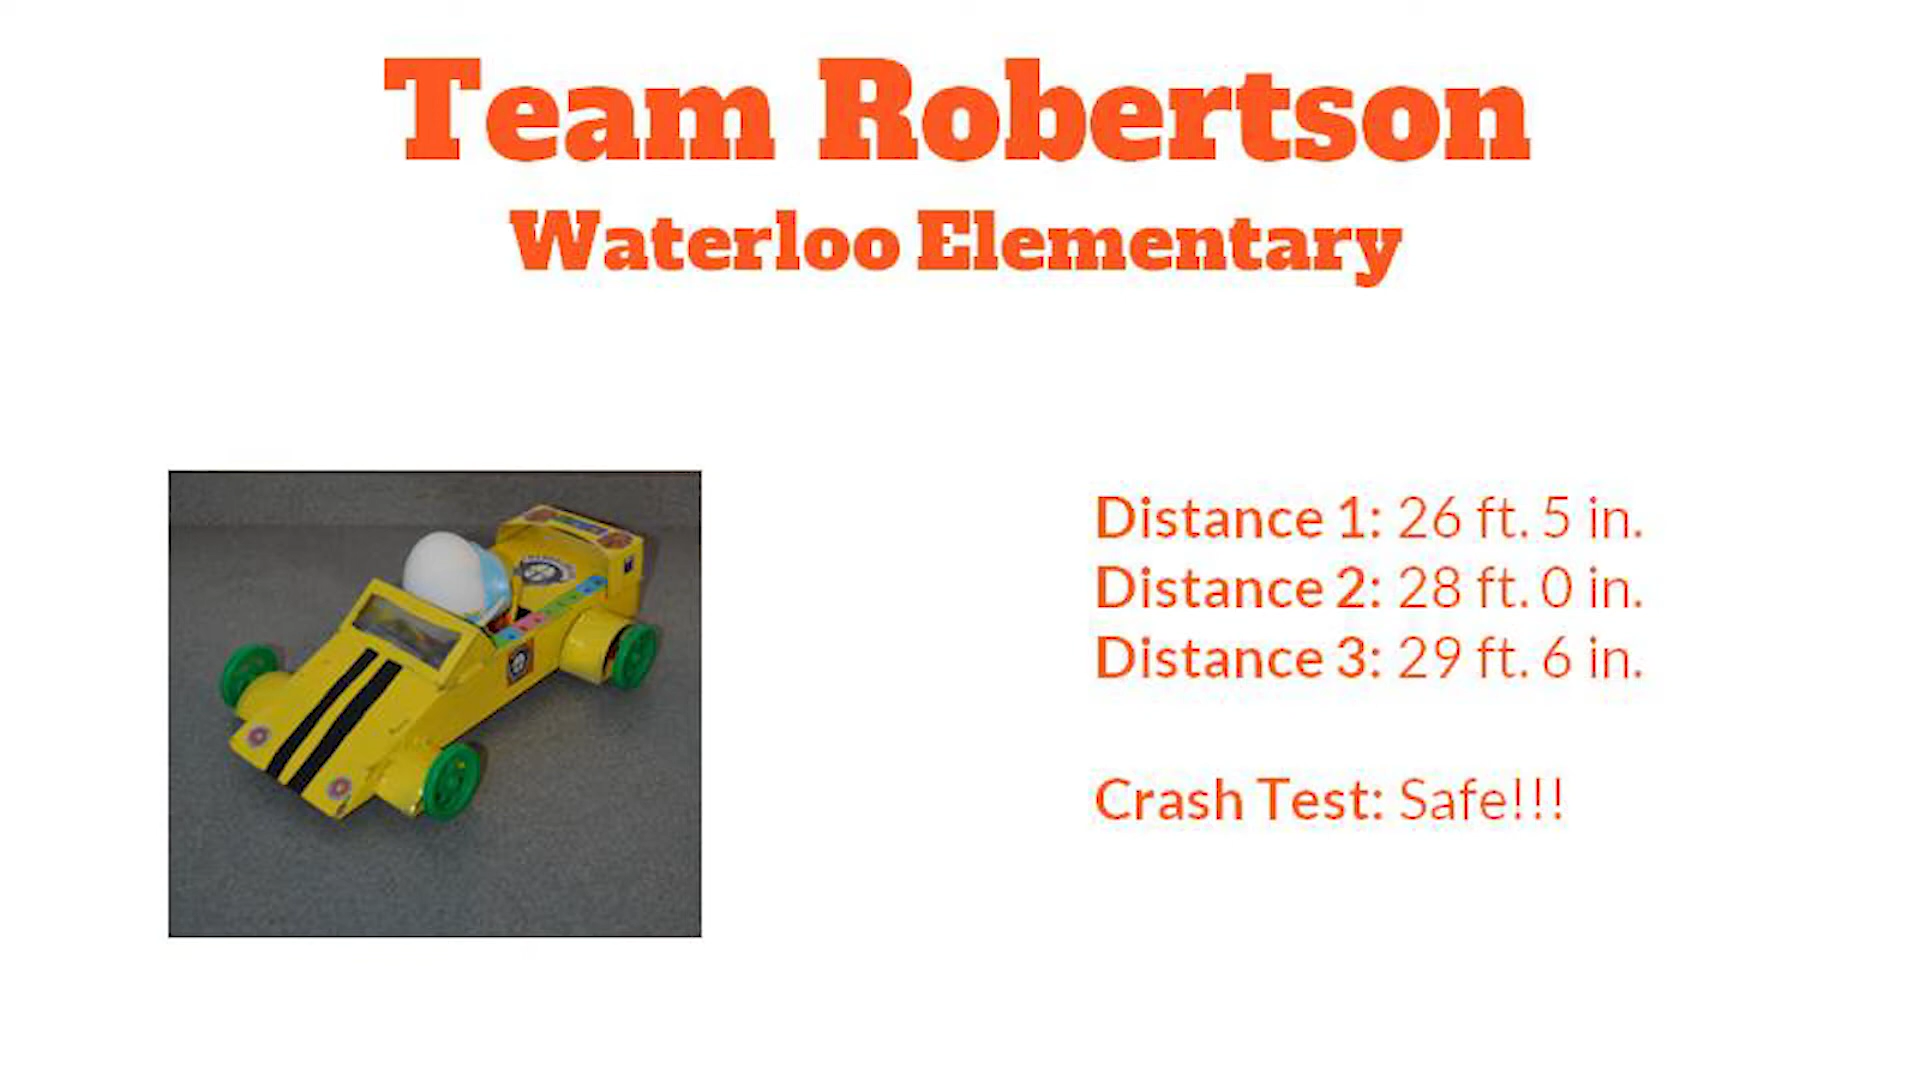 Team Robertson
Waterloo Elementary
Distance 1: 26 ft. 5 in.
Distance 2: 28 ft. 0 in.
Distance 3: 29 ft. 6 in.
Crash Test: Safe!!!